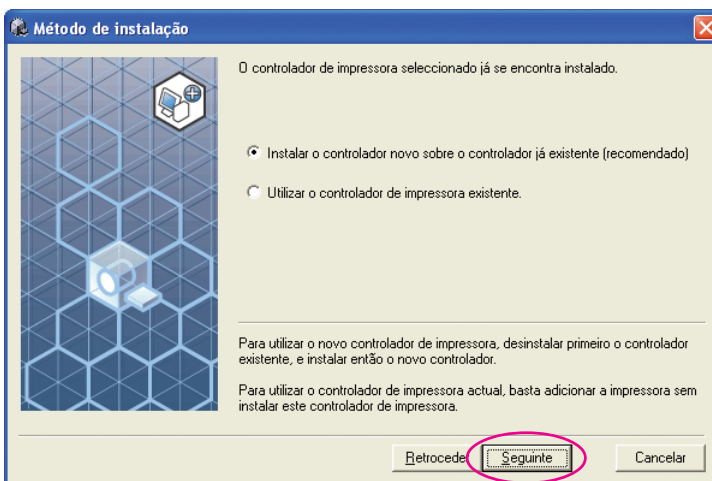 Método de instalação
O controlador de impressora seleccionado já se encontra instalado.
Instalar o controlador novo sobre o controlador já existente (recomendado)
Utilizar o controlador de impressora existente.
Para utilizar o novo controlador de impressora, desinstalar primeiro o controlador
existente, e instalar então o novo controlador.
Para utilizar o controlador de impressora actual, basta adicionar a impressora sem
instalar este controlador de impressora.
Retrocede
Seguinte
Cancelar